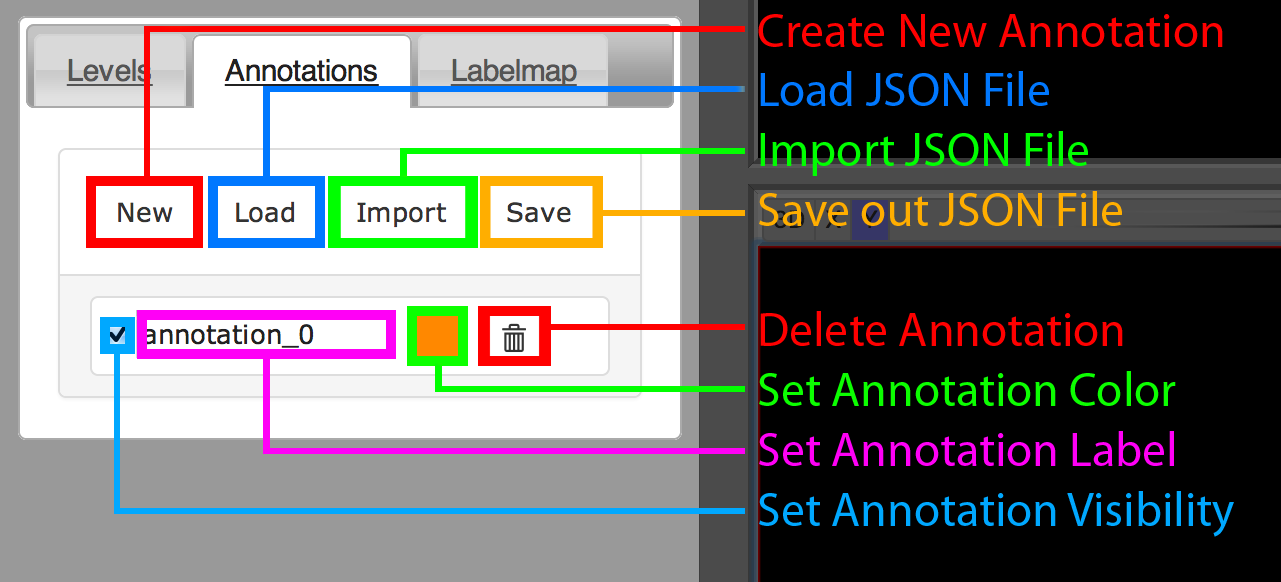 Levels Annotations Labelmap
Create New Annotation
Load JSON File
Import JSON File
New Load Import Save
Save out JSON File
annotation_0
Delete Annotation
Set Annotation Color
Set Annotation Label
Set Annotation Visibility